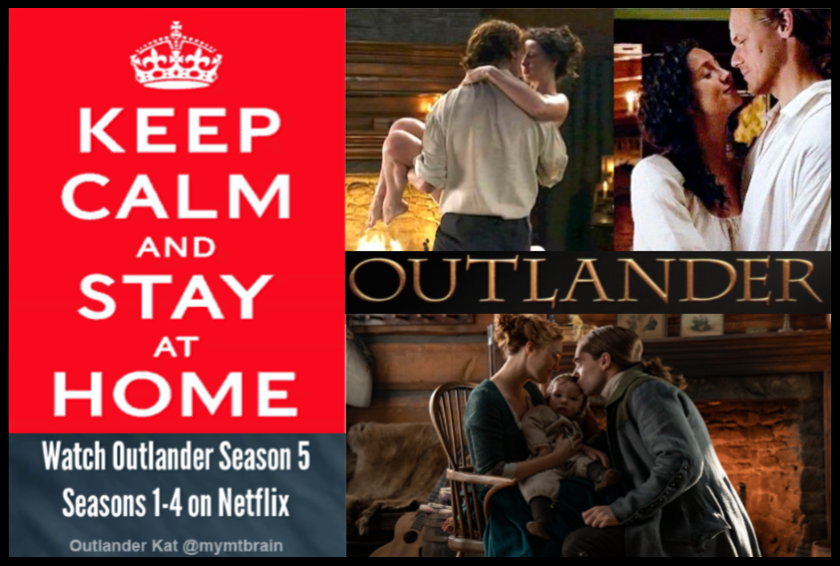 KEEP
CALM
AND
STAY
AT
HOME
Watch Outlander Season 5
Seasons 1-4 on Netflix
Outlander Kat @mymtbrain
OUTLANDER